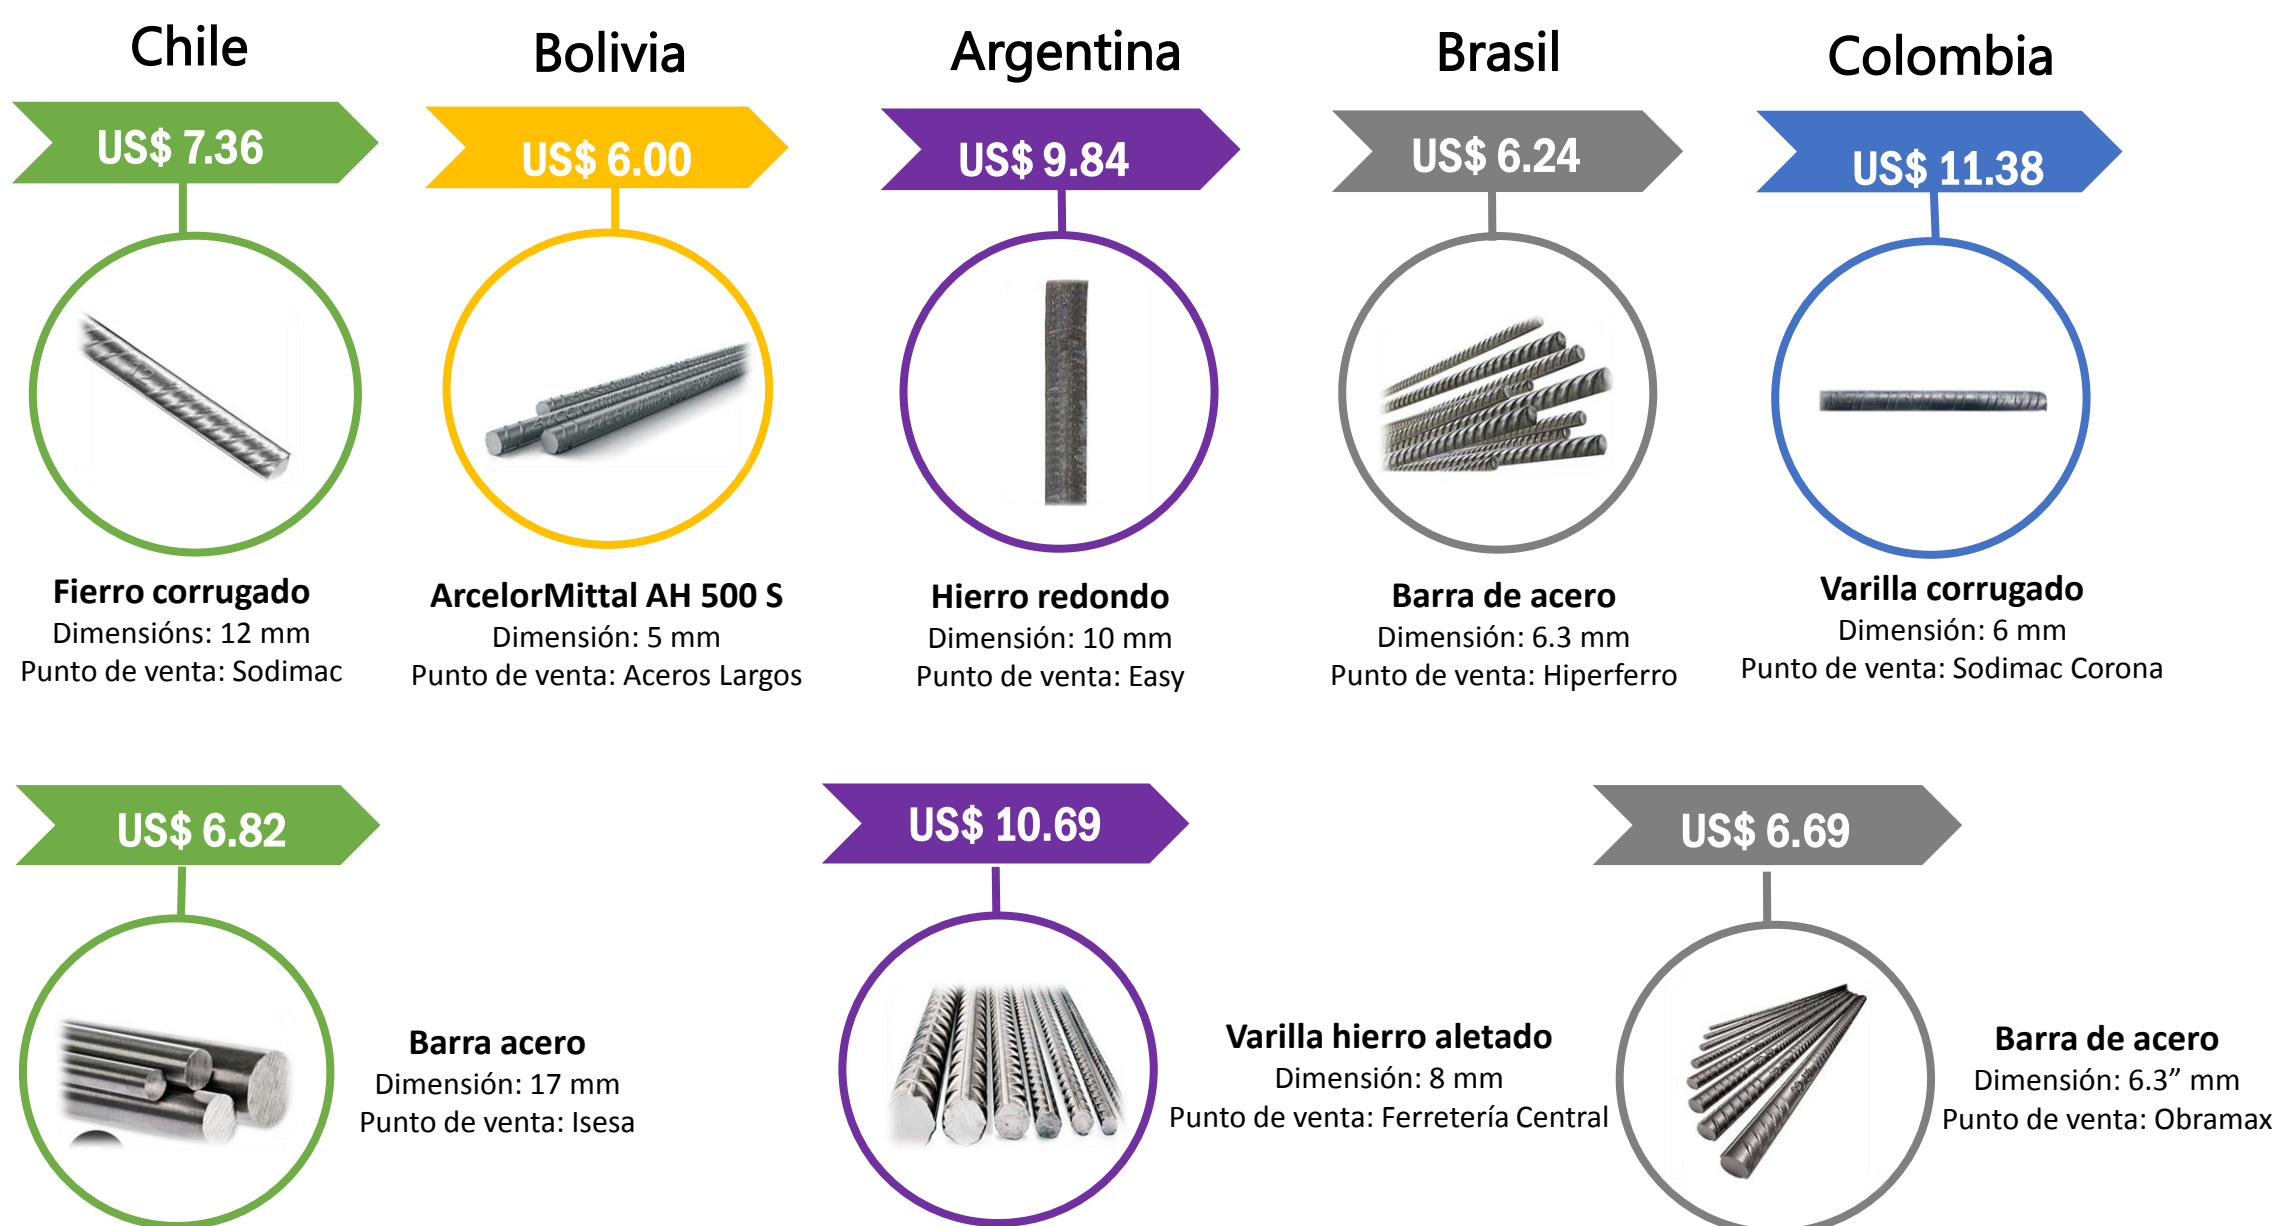 Chile
Bolivia
Argentina
Brasil
Colombia
US$ 7.36
US$ 6.00
US$ 9.84
US$ 6.24
US$ 11.38
Fierro corrugado
Dimensións: 12 mm
Punto de venta: Sodimac
ArcelorMittal AH 500 S
Dimensión: 5 mm
Punto de venta: Aceros Largos
Hierro redondo
Dimensión: 10 mm
Punto de venta: Easy
Barra de acero
Dimensión: 6.3 mm
Punto de venta: Hiperferro
Varilla corrugado
Dimensión: 6 mm
Punto de venta: Sodimac Corona
US$ 6.82
Barra acero
Dimensión: 17 mm
Punto de venta: Isesa
US$ 10.69
Varilla hierro aletado
Dimensión: 8 mm
Punto de venta: Ferretería Central
US$ 6.69
Barra de acero
Dimensión: 6.3” mm
Punto de venta: Obramax